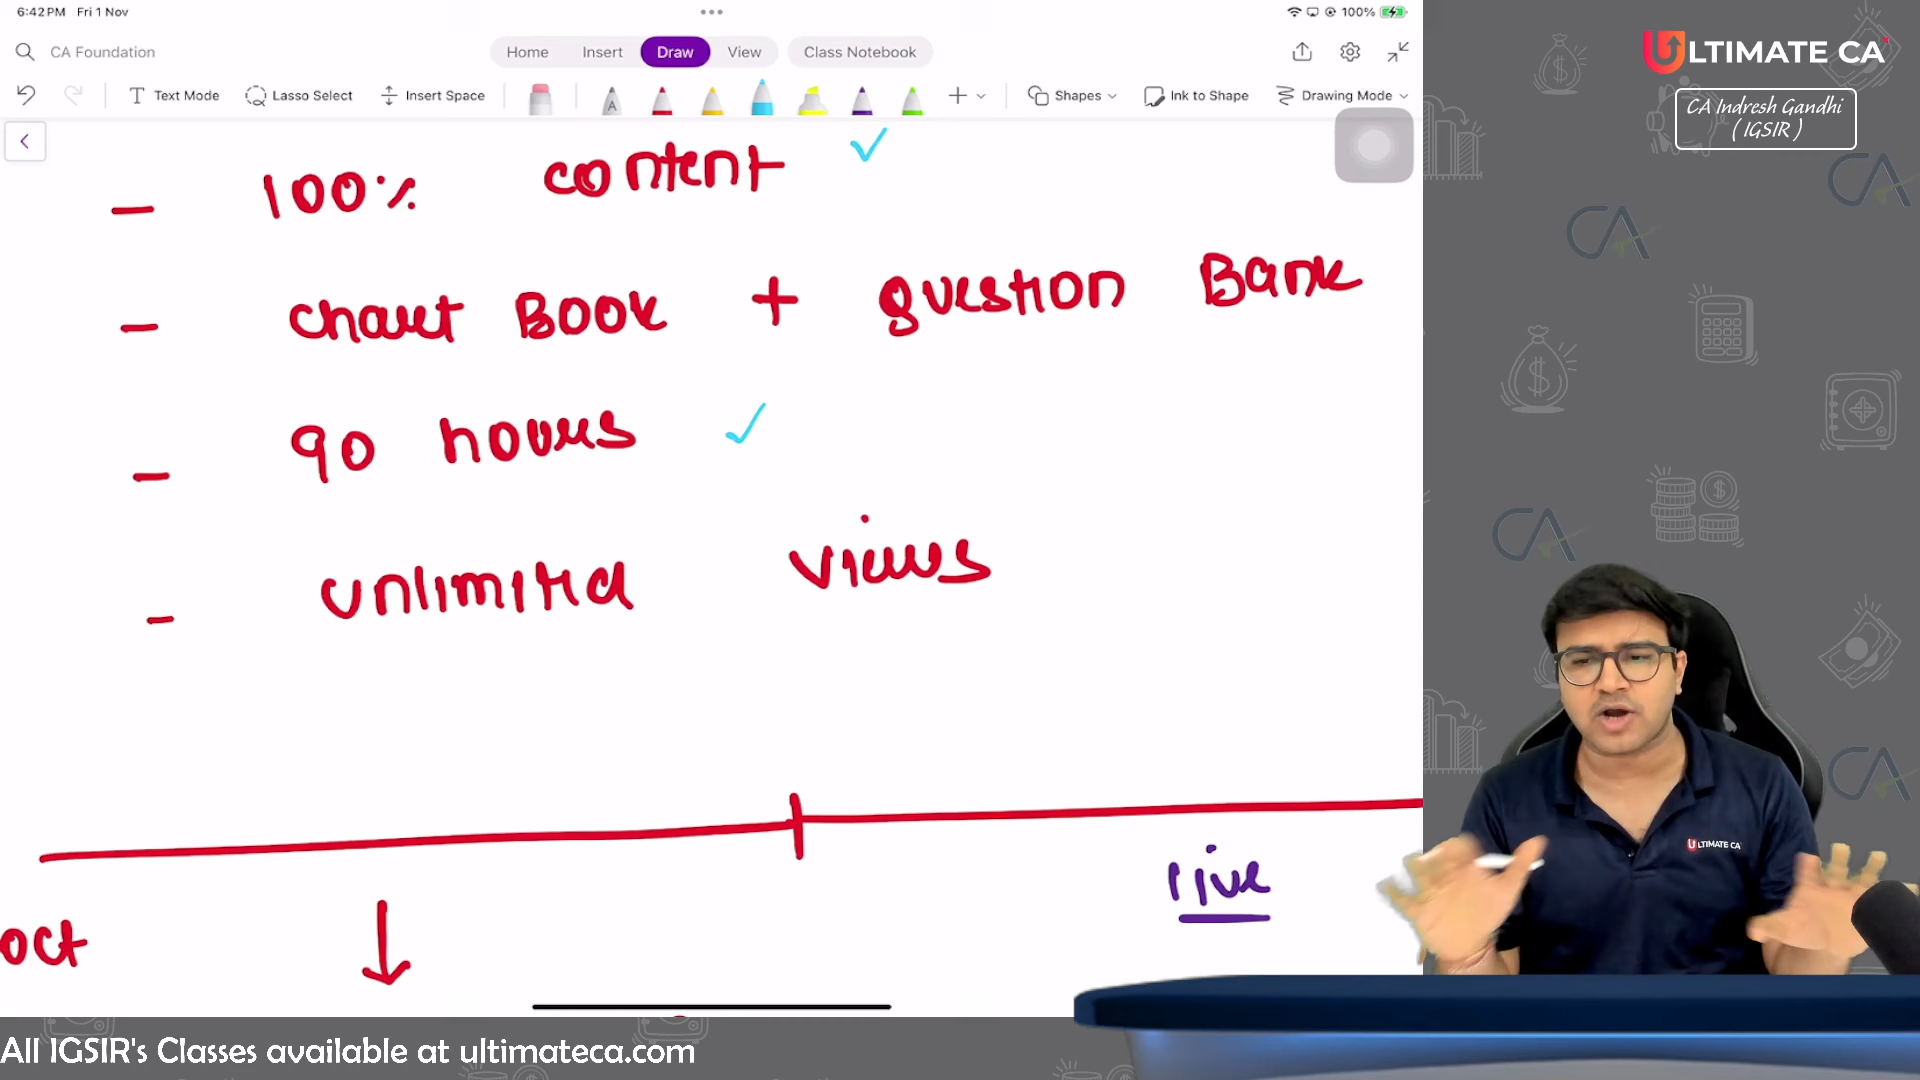 6:42 PM Fri 1 Nov
100%
CA Foundation
Home
Insert
Draw
View
Class Notebook
Text Mode
Lasso Select
Insert Space
Shapes
Ink to Shape
Drawing Mode
ULTIMATE CA
CA Indresh Gandhi
( IGSIR )
- 100% content ✓
- chart Book + question Bank
- 90 hours ✓
- unlimited views
live
oct
ULTIMATE CA
All IGSIR's Classes available at ultimateca.com